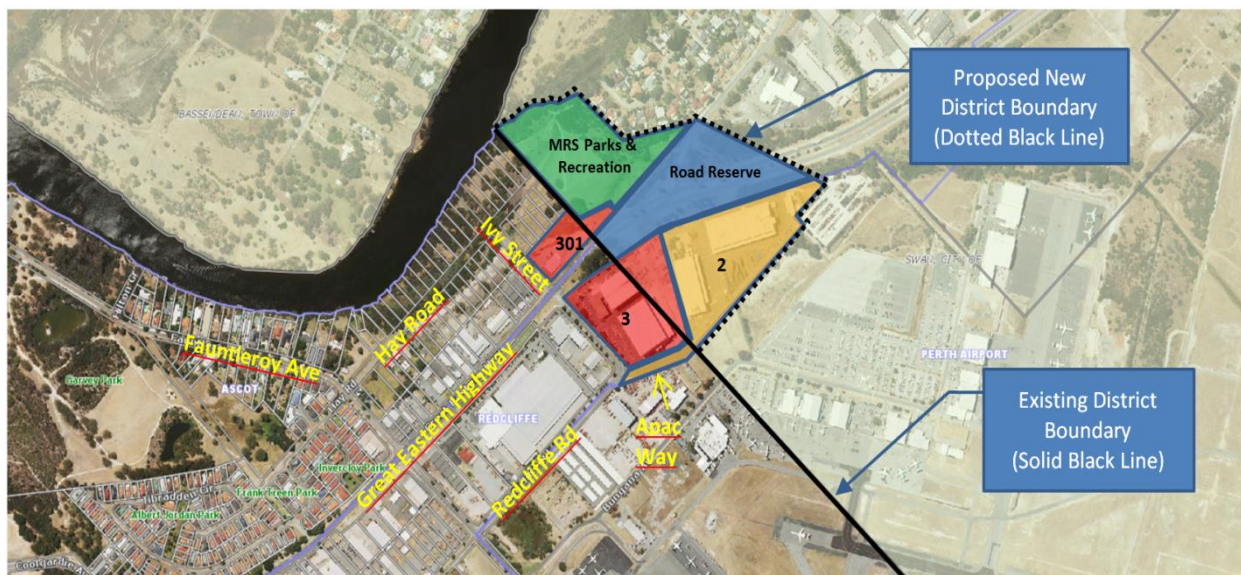 BASSENDEAN, TOWN OF
MRS Parks &
Recreation
Road Reserve
Proposed New
District Boundary
(Dotted Black Line)
301
2
3
Ivy Street
Hay Road
Fauntleroy Ave
Great Eastern Highway
Redcliffe Rd
Apac
Way
SWAN, CITY OF
PERTH AIRPORT
Existing District
Boundary
(Solid Black Line)
Garvey Park
ASCOT
REDCLIFFE
Invercloy Park
Frank Treen Park
Albert Jordan Park